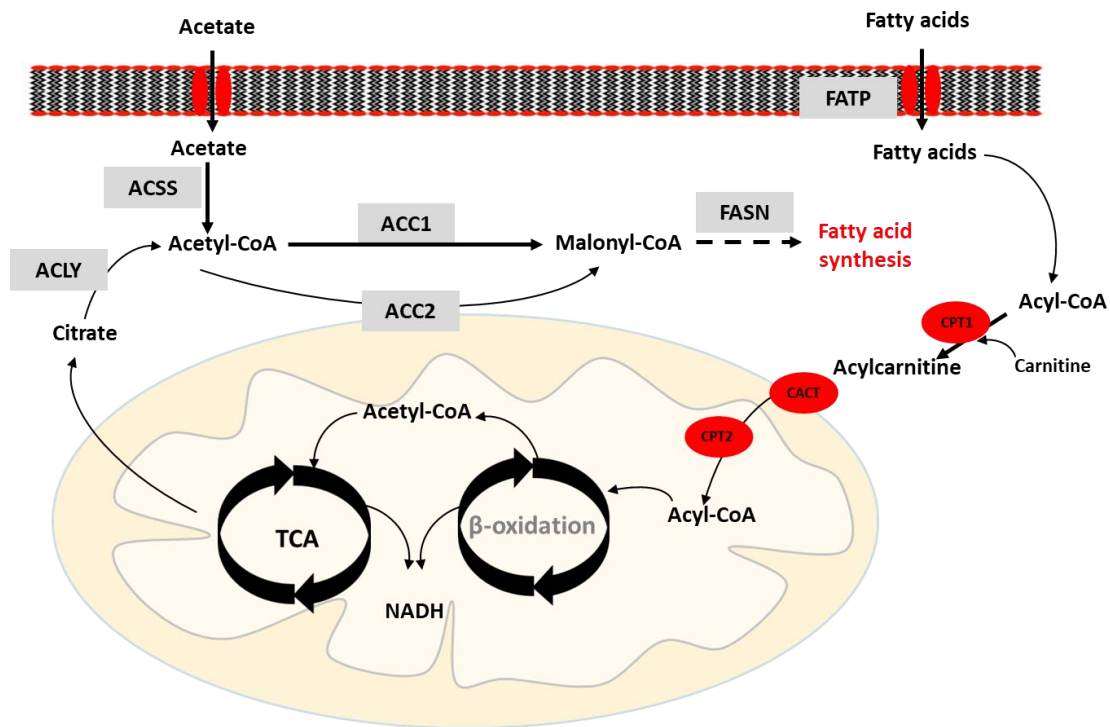 Acetate
Fatty acids
FATP
Acetate
Fatty acids
ACSS
ACC1
FASN
Acetyl-CoA
Malonyl-CoA
Fatty acid
synthesis
ACLY
ACC2
Acyl-CoA
Citrate
CPT1
Acylcarnitine
Carnitine
CACT
Acetyl-CoA
CPT2
Acyl-CoA
β-oxidation
TCA
NADH